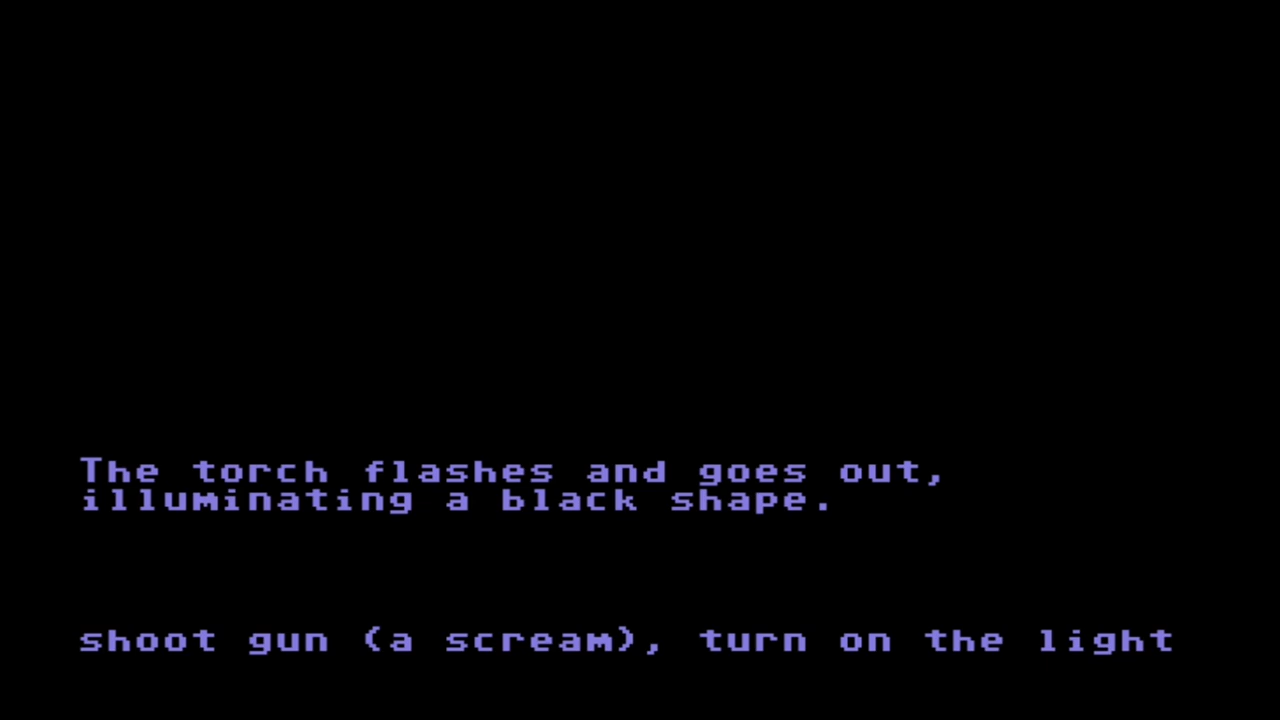 The torch flashes and goes out,
illuminating a black shape.
shoot gun (a scream), turn on the light